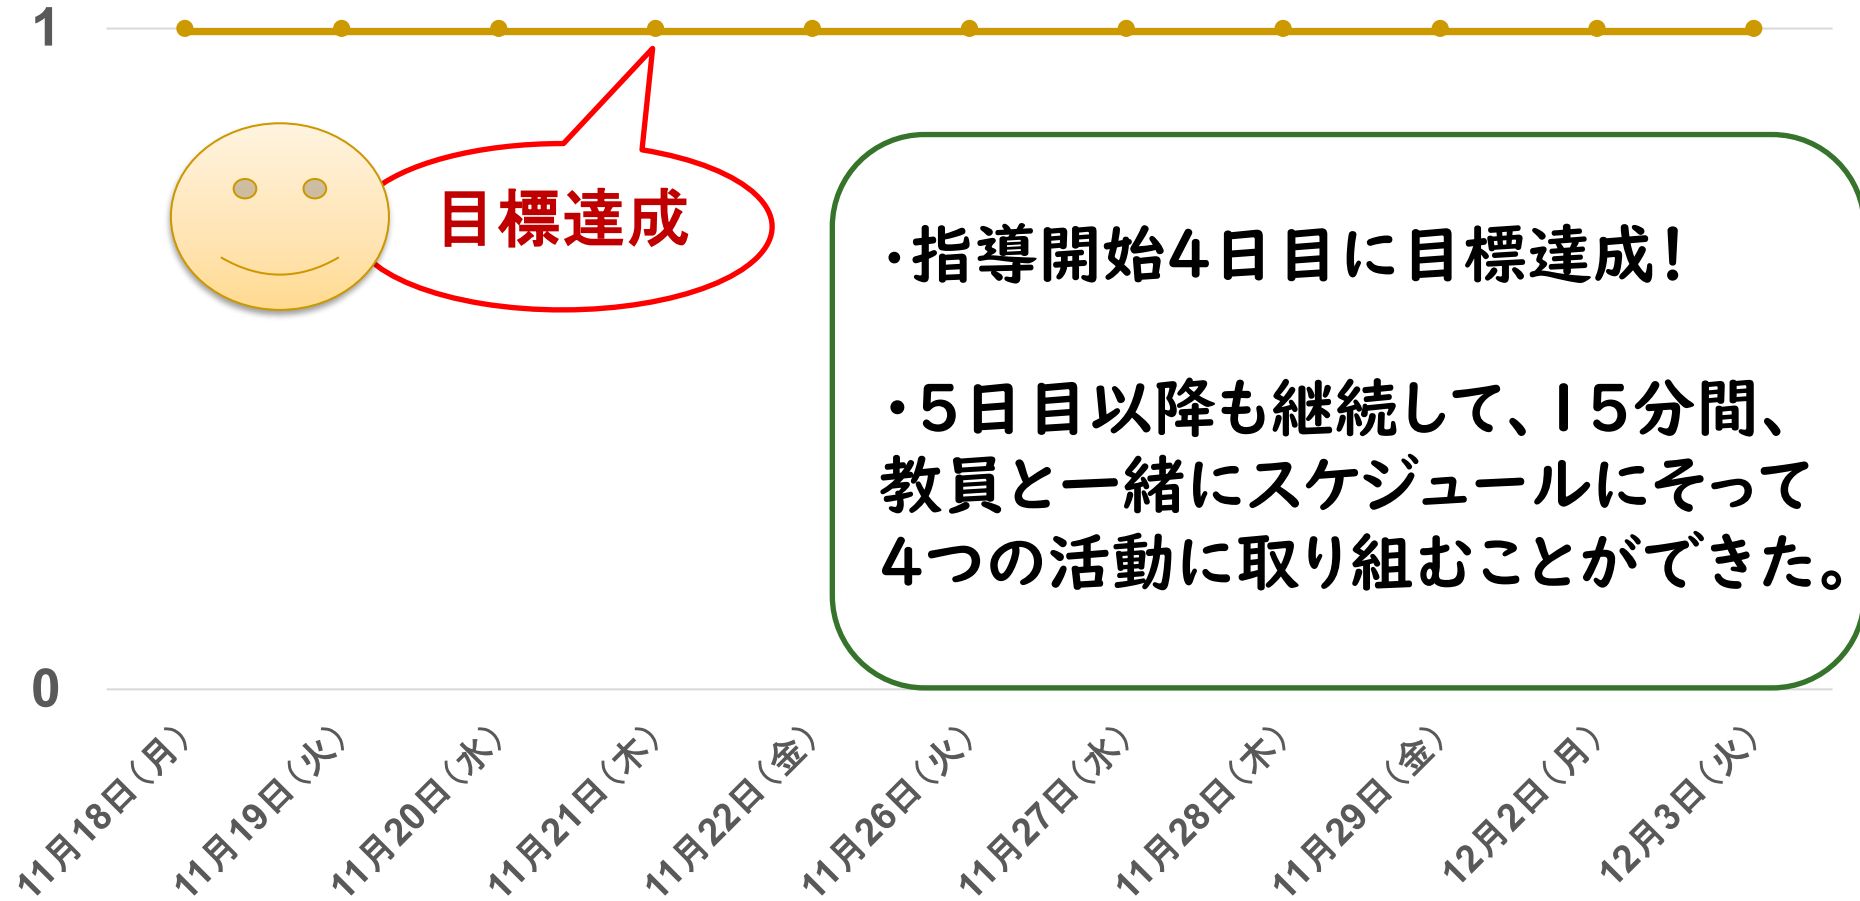 1
目標達成
・指導開始4日目に目標達成!
・5日目以降も継続して、15分間、
教員と一緒にスケジュールにそって
4つの活動に取り組むことができた。
0
11月18日(月)
11月19日(火)
11月20日(水)
11月21日(木)
11月22日(金)
11月26日(火)
11月27日(水)
11月28日(木)
11月29日(金)
12月2日(月)
12月3日(火)